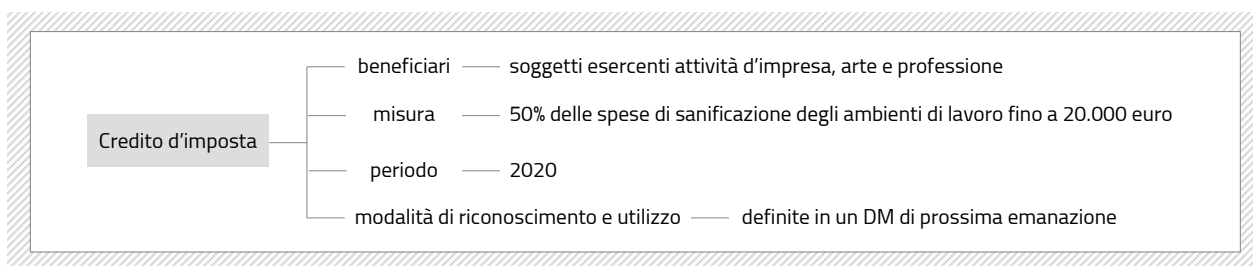 Credito d'imposta
beneficiari soggetti esercenti attività d'impresa, arte e professione
misura 50% delle spese di sanificazione degli ambienti di lavoro fino a 20.000 euro
periodo 2020
modalità di riconoscimento e utilizzo definite in un DM di prossima emanazione